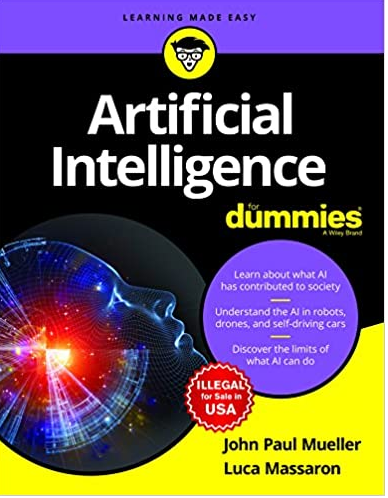 LEARNING MADE EASY
Artificial
Intelligence
for
dummies®
A Wiley Brand
Learn about what AI
has contributed to society
Understand the AI in robots,
drones, and self-driving cars
Discover the limits of
what AI can do
ILLEGAL
for Sale in
USA
John Paul Mueller
Luca Massaron